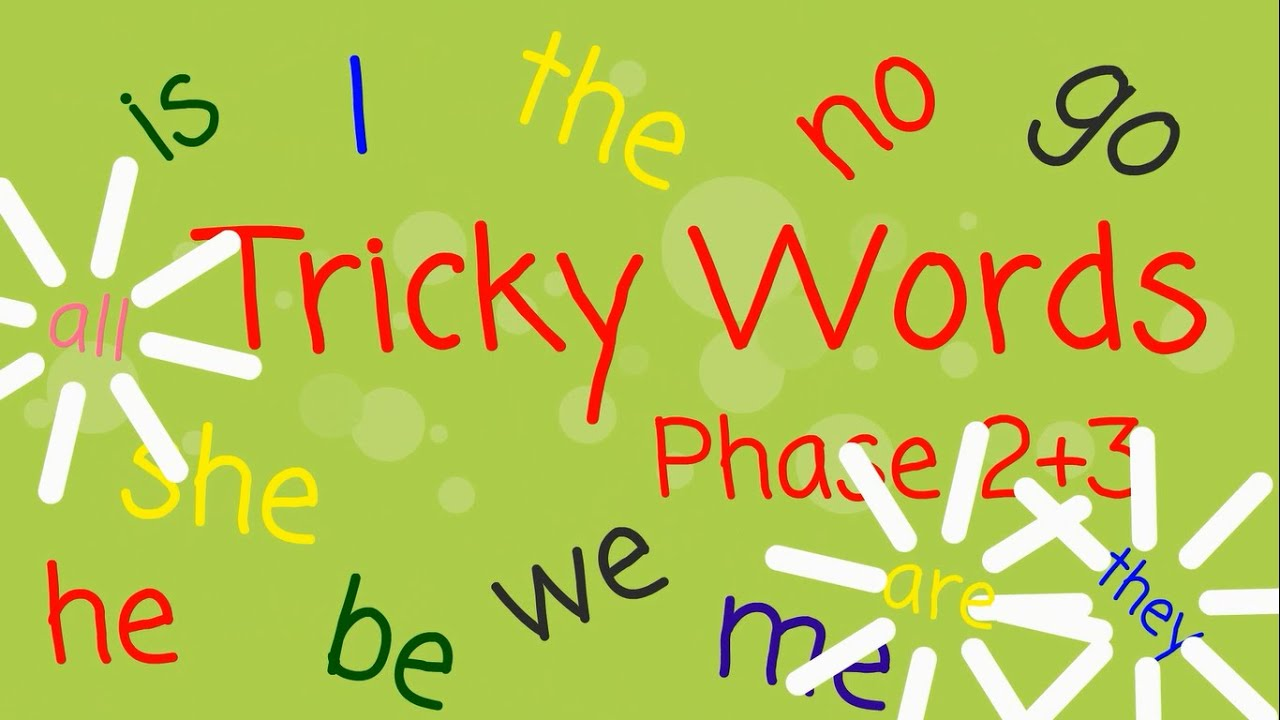 is I the no go
Tricky Words
all
Phase 2+3
she
he be we me are they